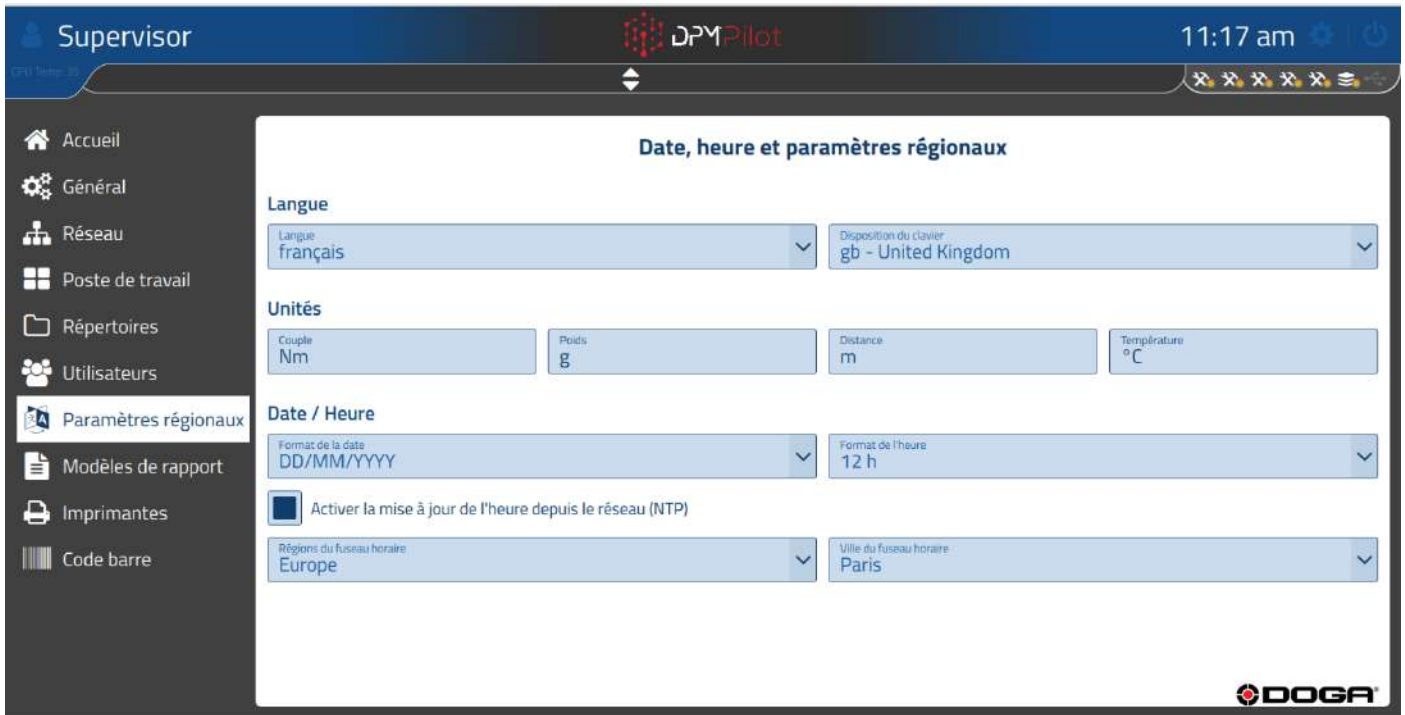 Supervisor
DPMPilot
11:17 am
CPU Temp: 35
Accueil
Général
Réseau
Poste de travail
Répertoires
Utilisateurs
Paramètres régionaux
Modèles de rapport
Imprimantes
Code barre
Date, heure et paramètres régionaux
Langue
Langue
français
Disposition du clavier
gb - United Kingdom
Unités
Couple
Nm
Poids
g
Distance
m
Température
°C
Date / Heure
Format de la date
DD/MM/YYYY
Format de l'heure
12 h
Activer la mise à jour de l'heure depuis le réseau (NTP)
Régions du fuseau horaire
Europe
Ville du fuseau horaire
Paris
DOGA